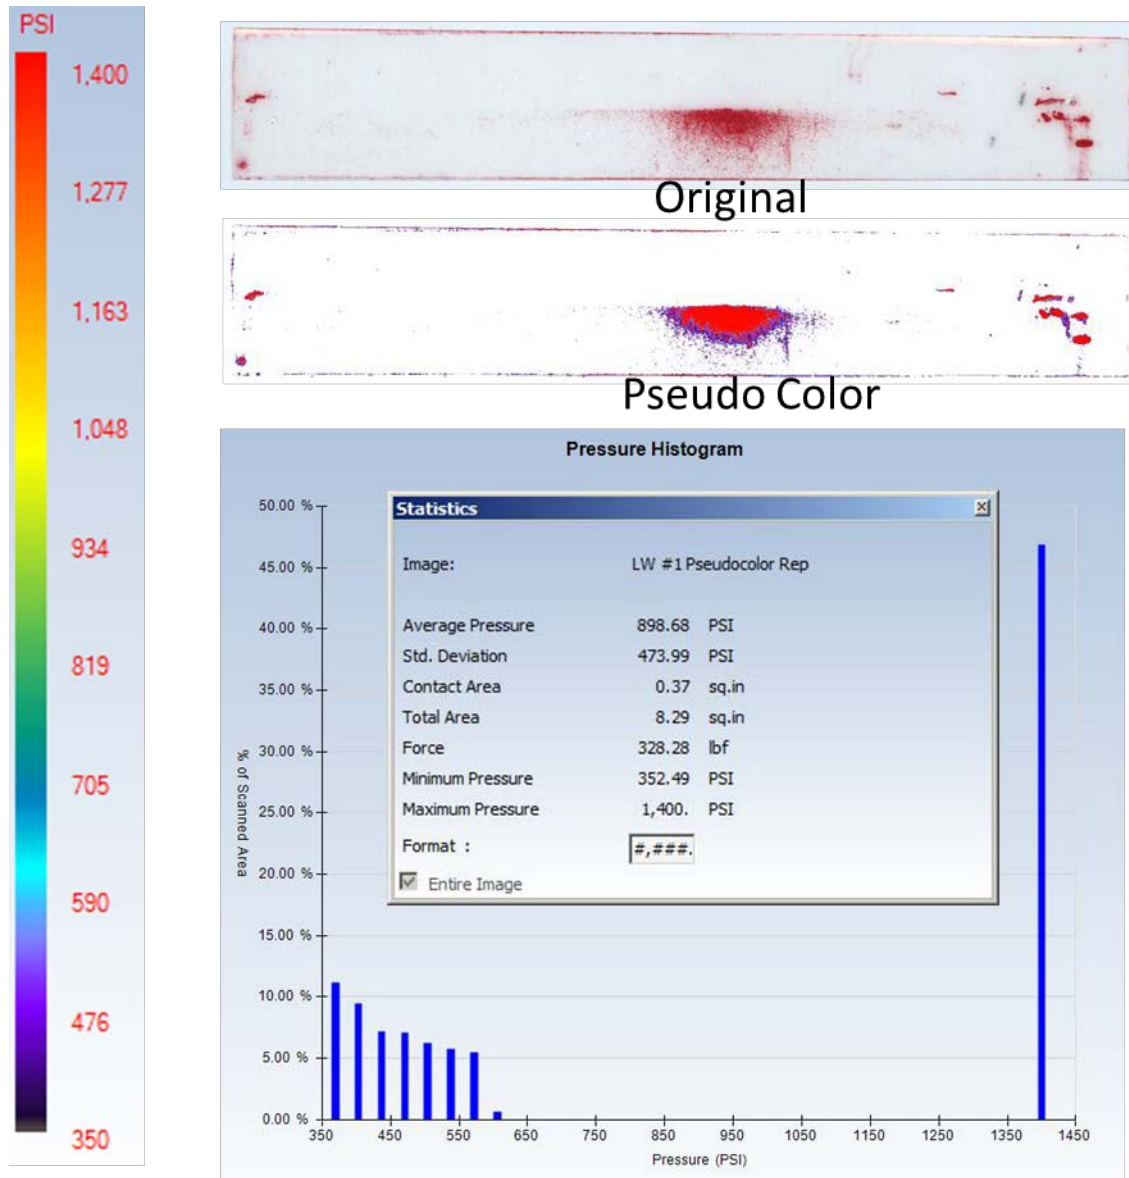 PSI
1,400
1,277
1,163
1,048
934
819
705
590
476
350
Original
Pseudo Color
Pressure Histogram
50.00 %
45.00 %
40.00 %
35.00 %
30.00 %
25.00 %
20.00 %
15.00 %
10.00 %
5.00 %
0.00 %
% of Scanned Area
Statistics
Image: LW #1 Pseudocolor Rep
Average Pressure 898.68 PSI
Std. Deviation 473.99 PSI
Contact Area 0.37 sq.in
Total Area 8.29 sq.in
Force 328.28 lbf
Minimum Pressure 352.49 PSI
Maximum Pressure 1,400. PSI
Format : #,###.
Entire Image
350 450 550 650 750 850 950 1050 1150 1250 1350 1450
Pressure (PSI)